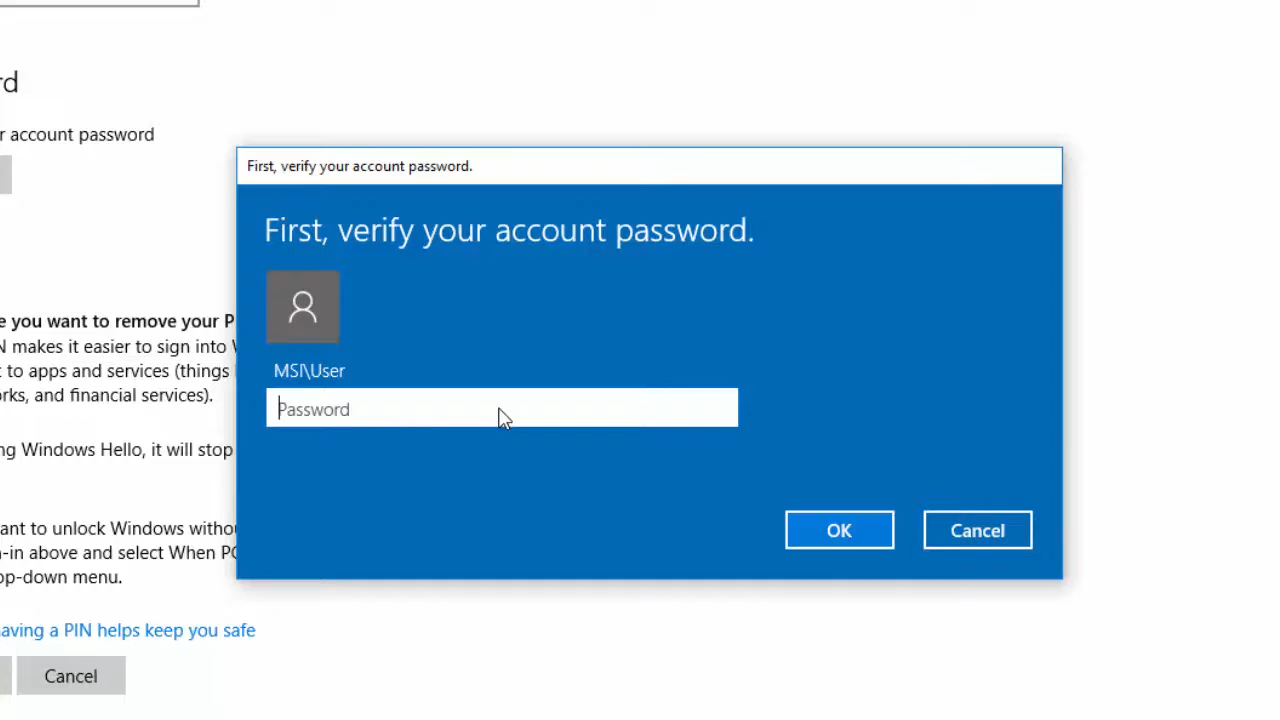 rd
r account password
First, verify your account password.
First, verify your account password.
MSI\User
Password
OK
Cancel
e you want to remove your P
N makes it easier to sign into W
t to apps and services (things
rks, and financial services).
ng Windows Hello, it will stop
ant to unlock Windows withou
n-in above and select When PC
op-down menu.
aving a PIN helps keep you safe
Cancel